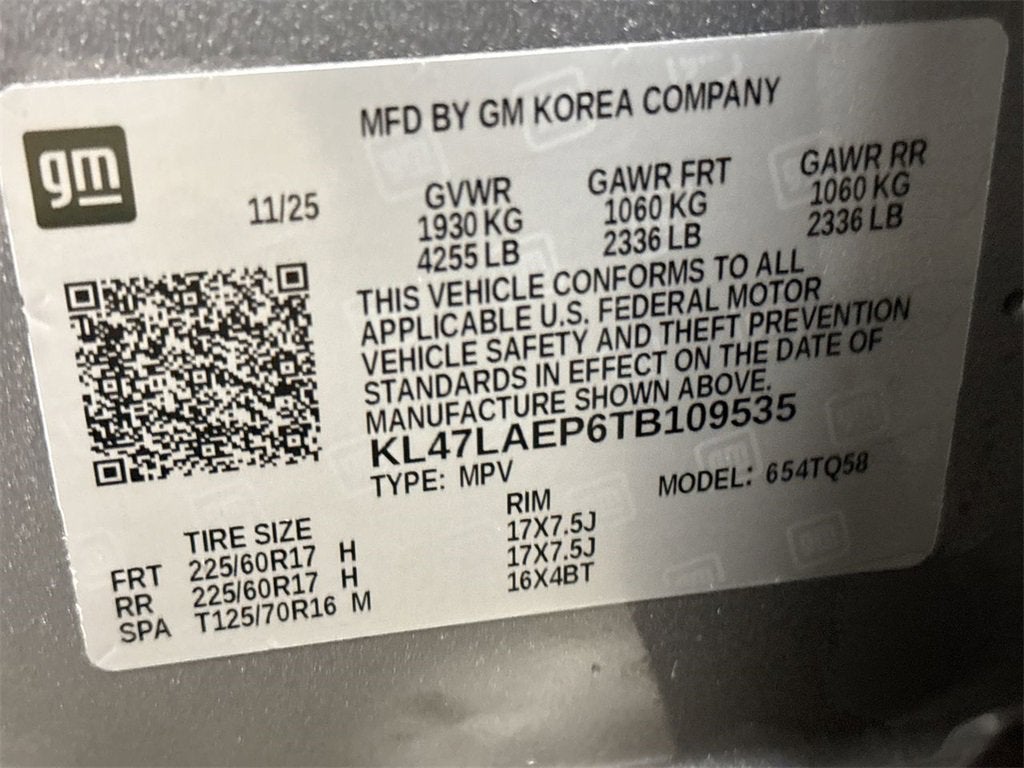 gm
MFD BY GM KOREA COMPANY
11/25
GVWR GAWR FRT GAWR RR
1930 KG 1060 KG 1060 KG
4255 LB 2336 LB 2336 LB
THIS VEHICLE CONFORMS TO ALL
APPLICABLE U.S. FEDERAL MOTOR
VEHICLE SAFETY AND THEFT PREVENTION
STANDARDS IN EFFECT ON THE DATE OF
MANUFACTURE SHOWN ABOVE.
KL47LAEP6TB109535
TYPE: MPV MODEL: 654TQ58
TIRE SIZE RIM
FRT 225/60R17 H 17X7.5J
RR 225/60R17 H 17X7.5J
SPA T125/70R16 M 16X4BT